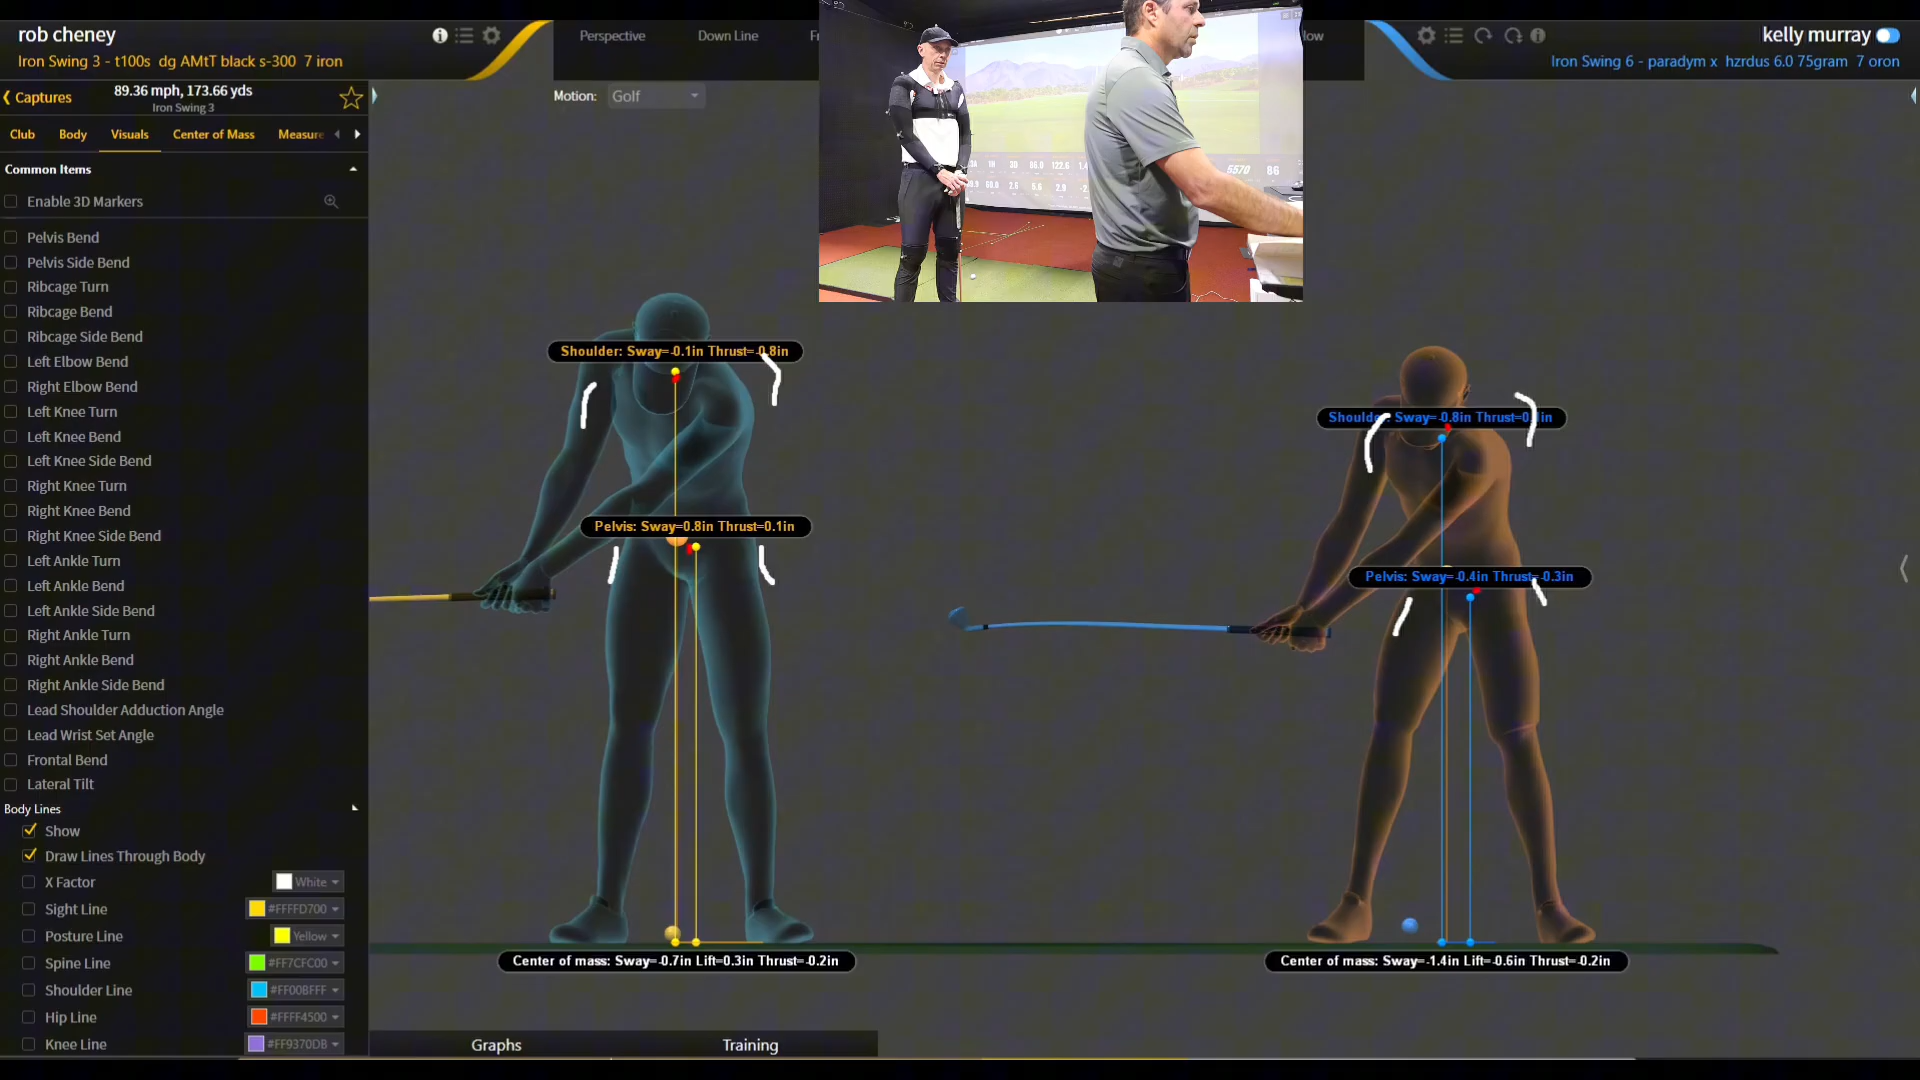 rob cheney
Iron Swing 3 - t100s dg AMtT black s-300 7 iron
Perspective
Down Line
kelly murray
Iron Swing 6 - paradym x hzrdus 6.0 75gram 7 oron
Captures
89.36 mph, 173.66 yds
Iron Swing 3
Motion:
Golf
Club
Body
Visuals
Center of Mass
Measure
Common Items
Enable 3D Markers
Pelvis Bend
Pelvis Side Bend
Ribcage Turn
Ribcage Bend
Ribcage Side Bend
Left Elbow Bend
Right Elbow Bend
Left Knee Turn
Left Knee Bend
Left Knee Side Bend
Right Knee Turn
Right Knee Bend
Right Knee Side Bend
Left Ankle Turn
Left Ankle Bend
Left Ankle Side Bend
Right Ankle Turn
Right Ankle Bend
Right Ankle Side Bend
Lead Shoulder Adduction Angle
Lead Wrist Set Angle
Frontal Bend
Lateral Tilt
Body Lines
Show
Draw Lines Through Body
X Factor
White
Sight Line
#FFFFD700
Posture Line
Yellow
Spine Line
#FF7CFC00
Shoulder Line
#FF00BFFF
Hip Line
#FFFF4500
Knee Line
#FF9370DB
Shoulder: Sway=-0.1in Thrust=-0.8in
Pelvis: Sway=0.8in Thrust=0.1in
Center of mass: Sway=-0.7in Lift=0.3in Thrust=-0.2in
Sway=-0.8in
Pelvis: Sway=-0.4in Thrust=-0.3in
Center of mass: Sway=-1.4in Lift=-0.6in Thrust=-0.2in
5570
86
Graphs
Training